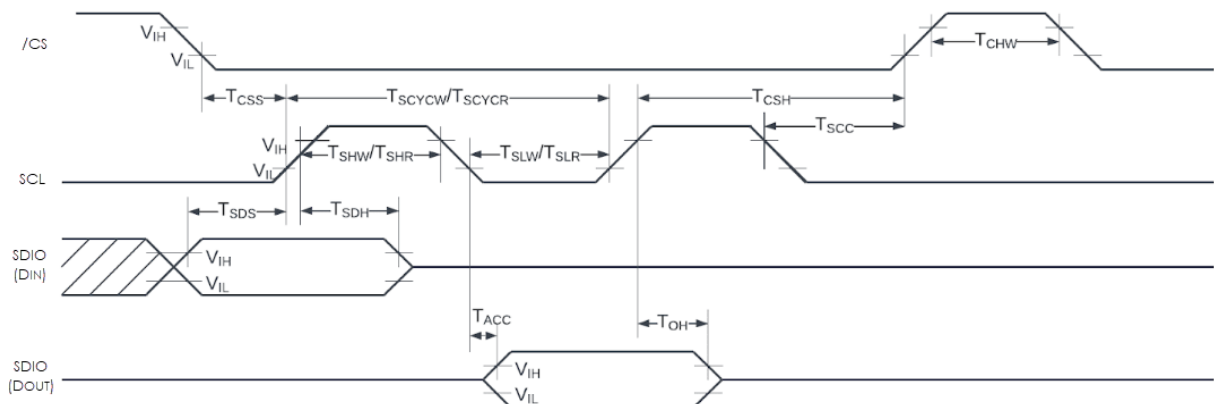 /CS
VIH
VIL
TCHW
TCSS
TSCYCW/TSCYCR
TCSH
TSCC
SCL
VIH
VIL
TSHW/TSHR
TSLW/TSLR
TSDS
TSDH
SDIO
(DIN)
VIH
VIL
TACC
TOH
SDIO
(DOUT)
VIH
VIL